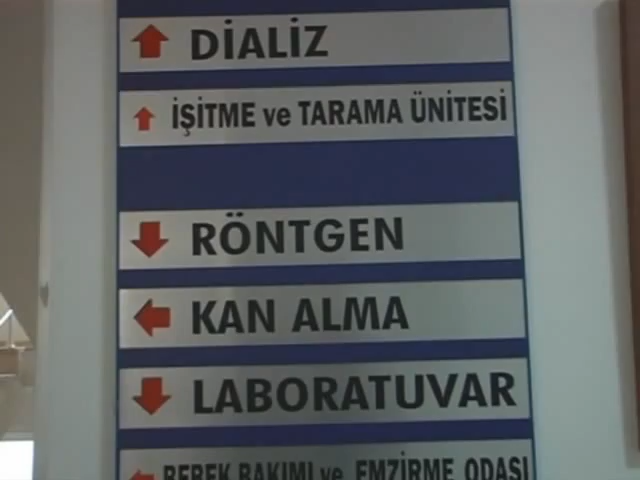 DİALİZ
İŞİTME ve TARAMA ÜNİTESİ
RÖNTGEN
KAN ALMA
LABORATUVAR
BEBEK BAKIMI ve EMZİRME ODASI